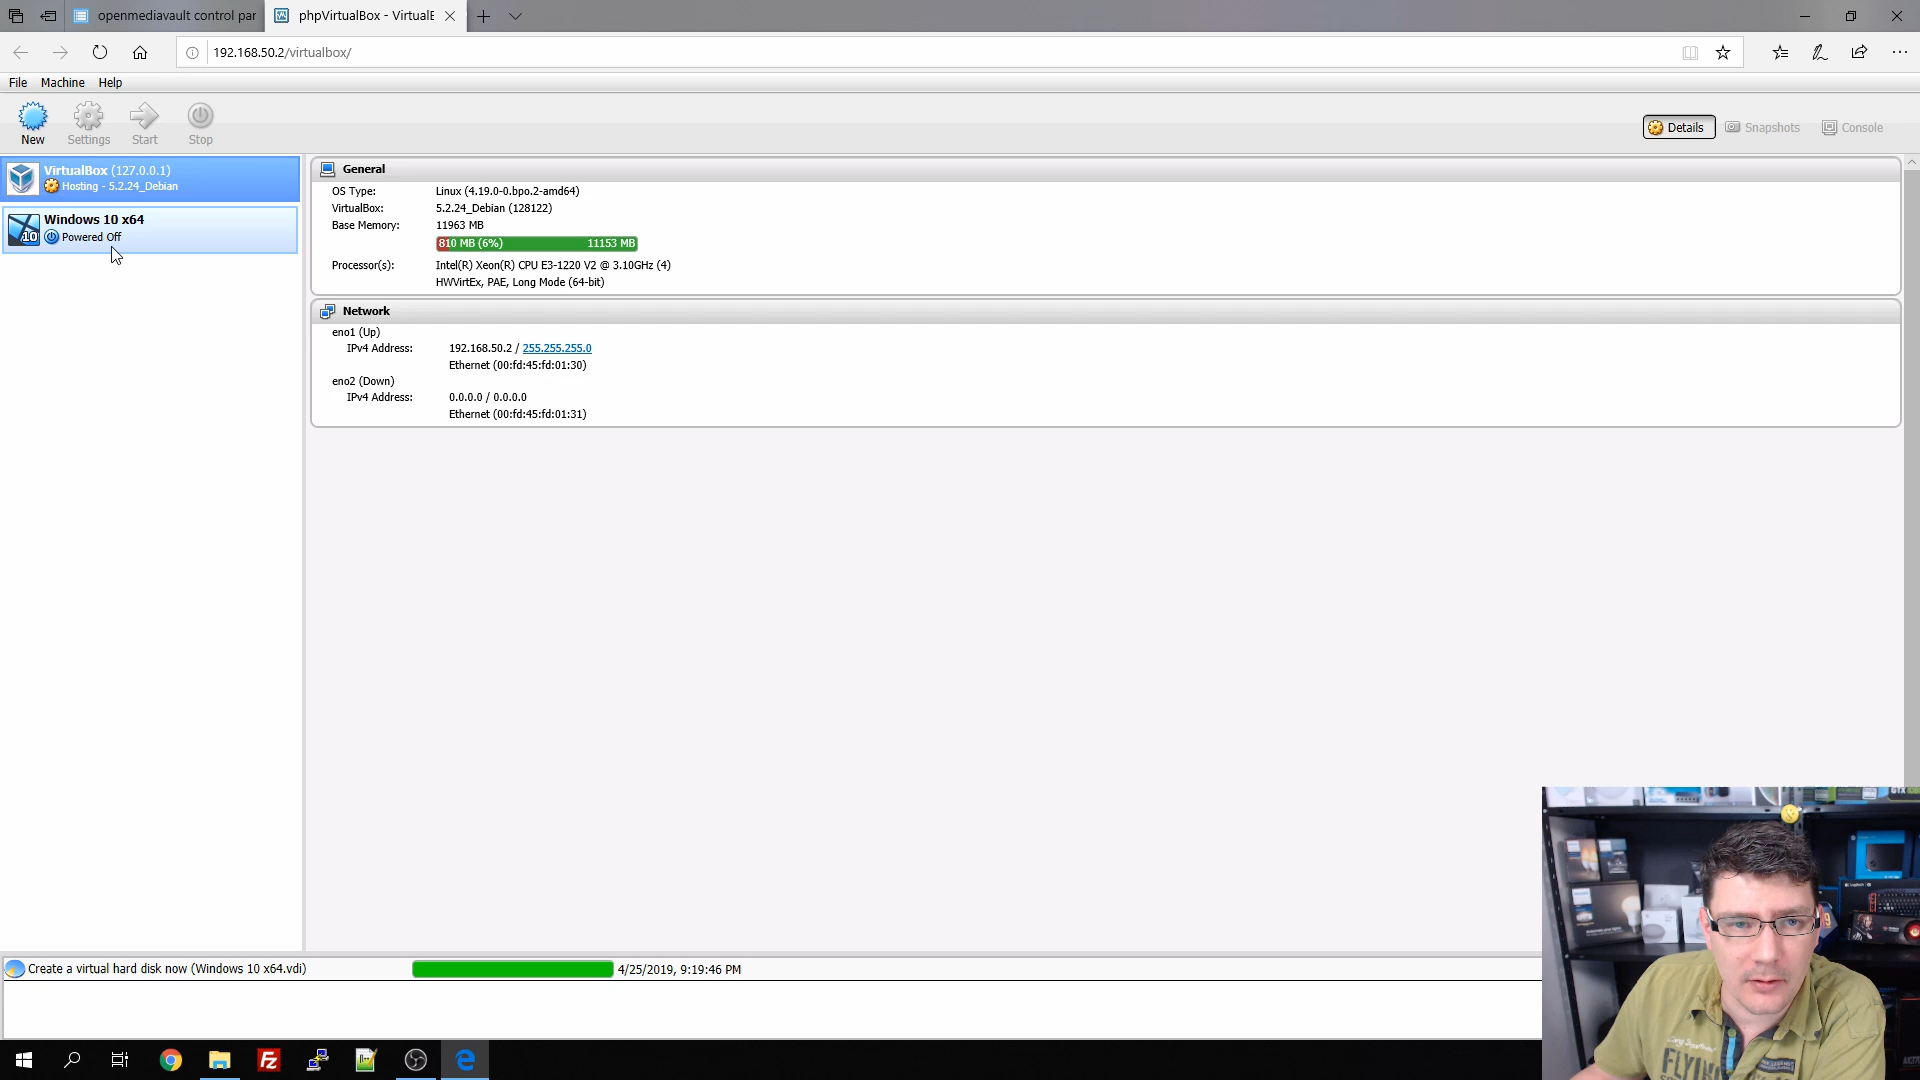 openmediavault control par
phpVirtualBox - VirtualE
192.168.50.2/virtualbox/
File Machine Help
New Settings Start Stop
Details Snapshots Console
VirtualBox (127.0.0.1)
Hosting - 5.2.24_Debian
Windows 10 x64
10 Powered Off
General
OS Type: Linux (4.19.0-0.bpo.2-amd64)
VirtualBox: 5.2.24_Debian (128122)
Base Memory: 11963 MB
810 MB (6%) 11153 MB
Processor(s): Intel(R) Xeon(R) CPU E3-1220 V2 @ 3.10GHz (4)
HWVirtEx, PAE, Long Mode (64-bit)
Network
eno1 (Up)
IPv4 Address: 192.168.50.2 / 255.255.255.0
Ethernet (00:fd:45:fd:01:30)
eno2 (Down)
IPv4 Address: 0.0.0.0 / 0.0.0.0
Ethernet (00:fd:45:fd:01:31)
Create a virtual hard disk now (Windows 10 x64.vdi) 4/25/2019, 9:19:46 PM
Fz
FLYIN